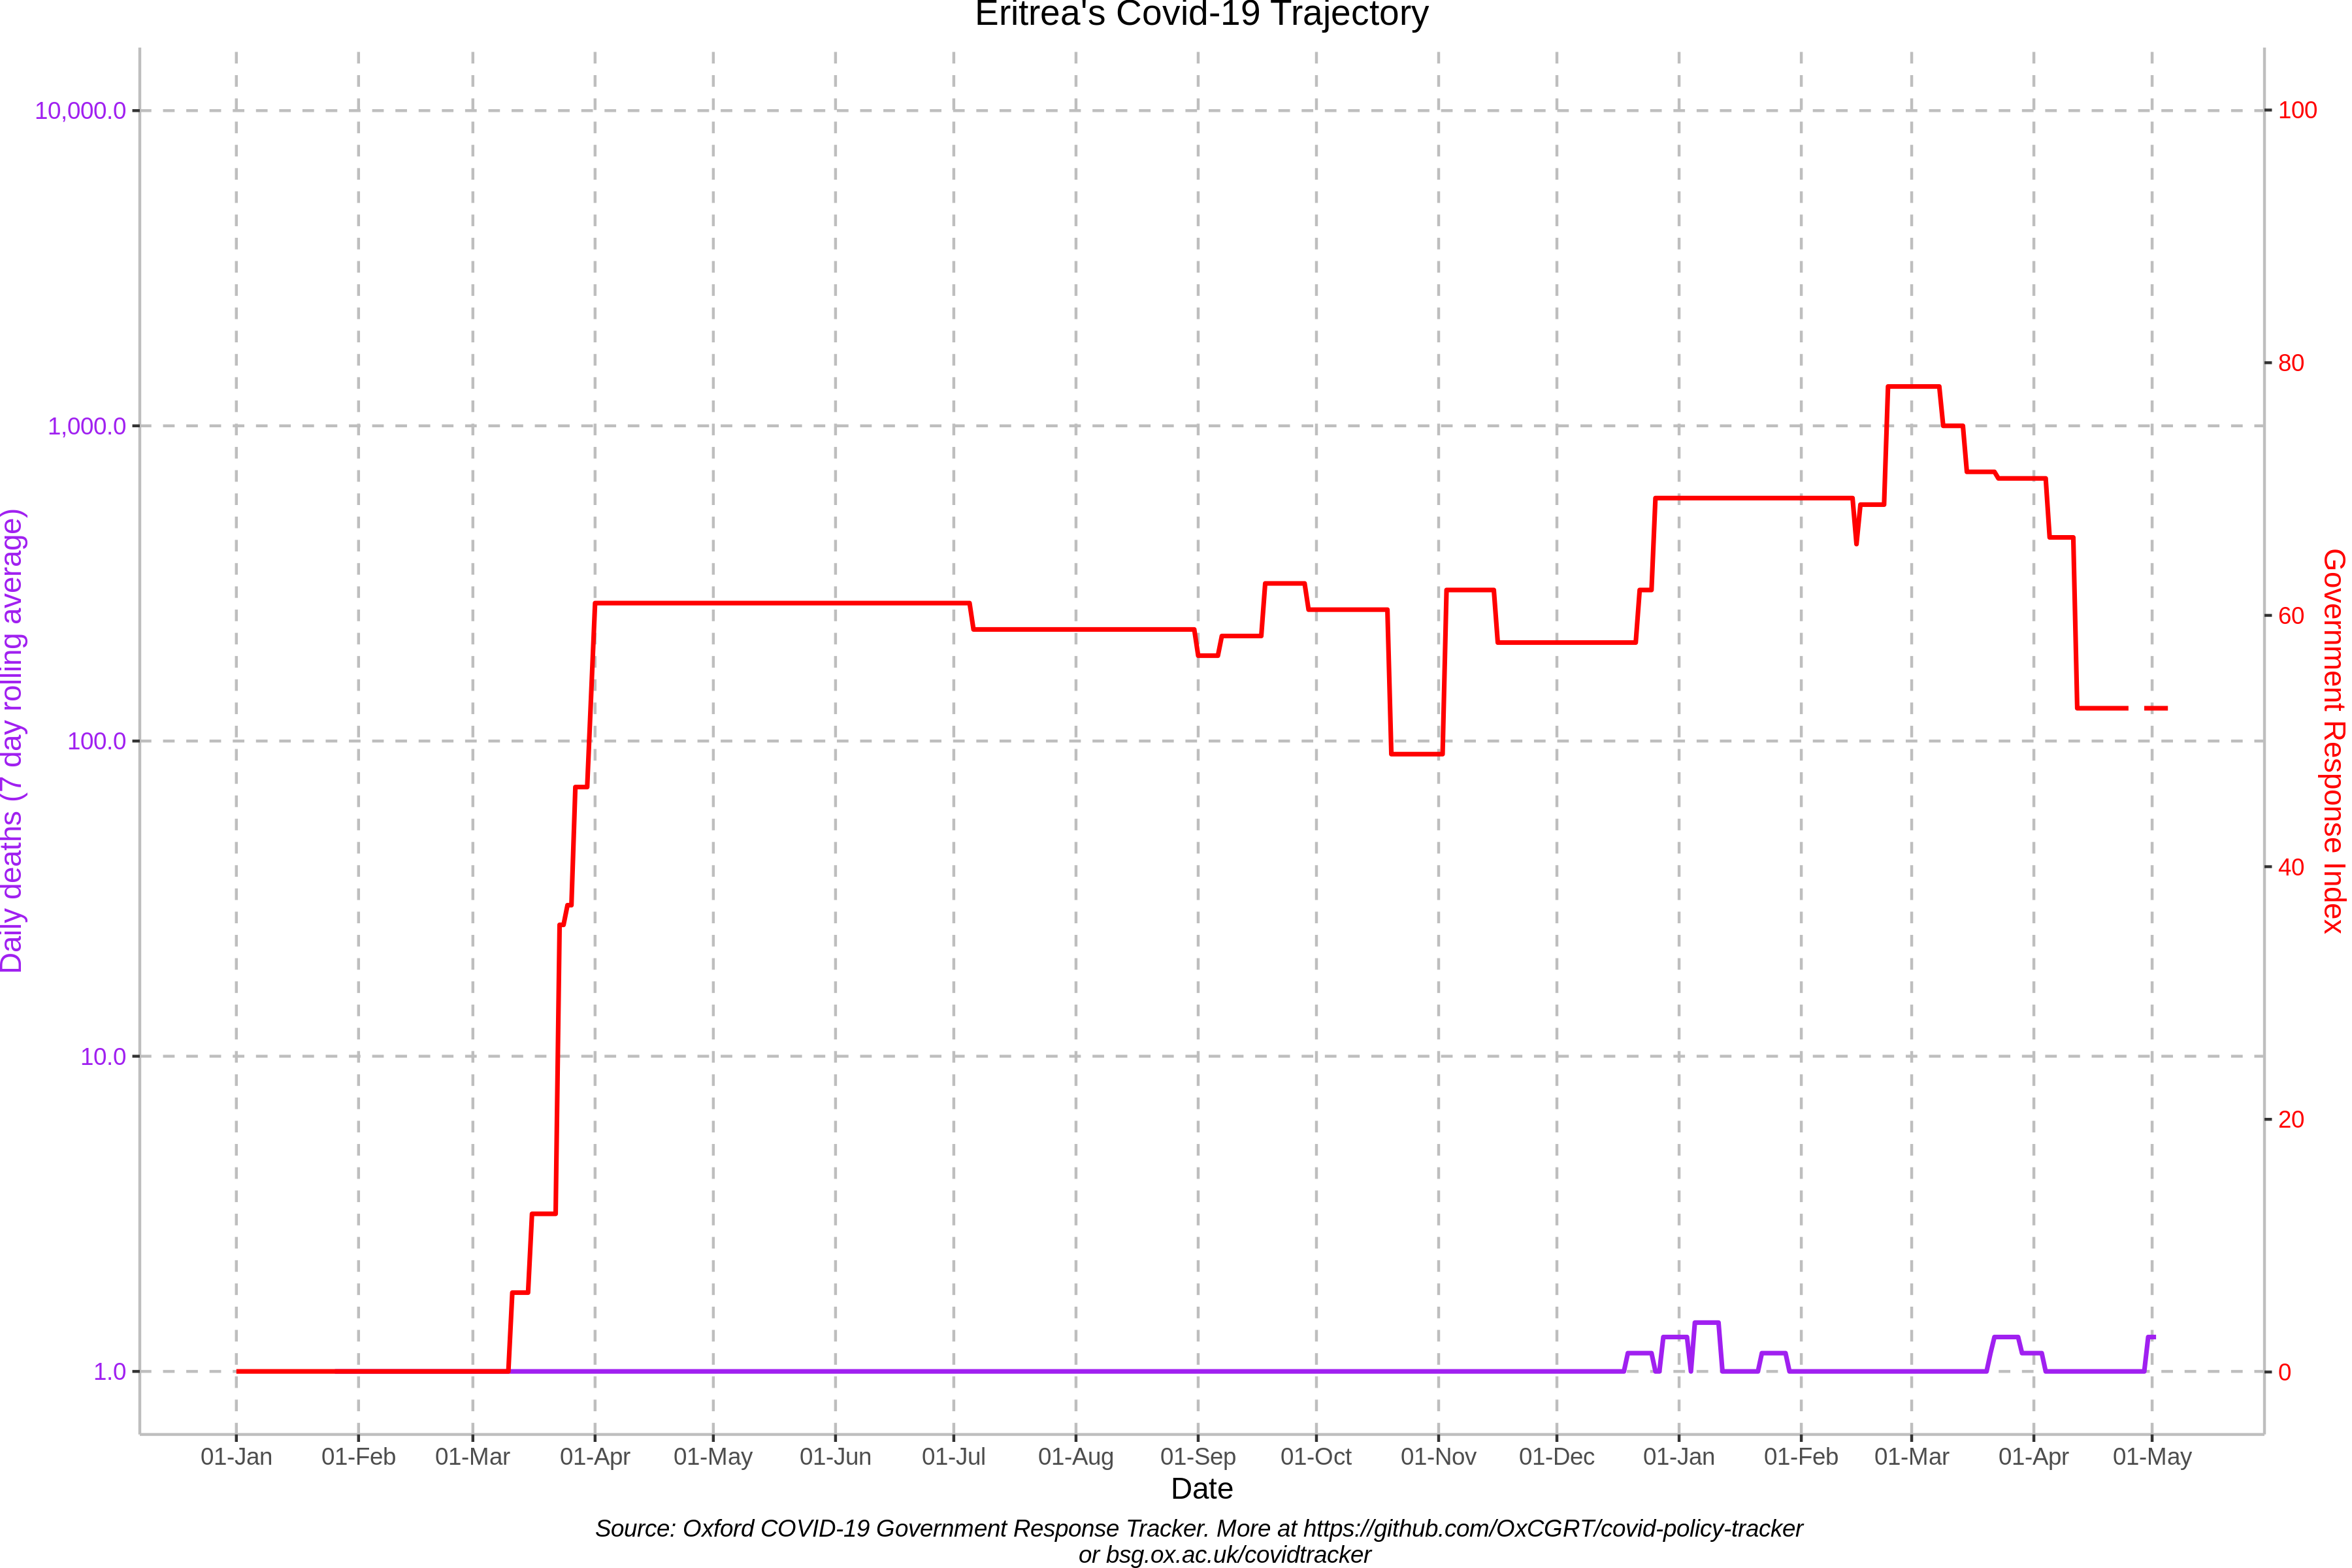 Eritrea's Covid-19 Trajectory
10,000.0
1,000.0
100.0
10.0
1.0
Daily deaths (7 day rolling average)
100
80
60
40
20
0
Government Response Index
01-Jan 01-Feb 01-Mar 01-Apr 01-May 01-Jun 01-Jul 01-Aug 01-Sep 01-Oct 01-Nov 01-Dec 01-Jan 01-Feb 01-Mar 01-Apr 01-May
Date
Source: Oxford COVID-19 Government Response Tracker. More at https://github.com/OxCGRT/covid-policy-tracker
or bsg.ox.ac.uk/covidtracker